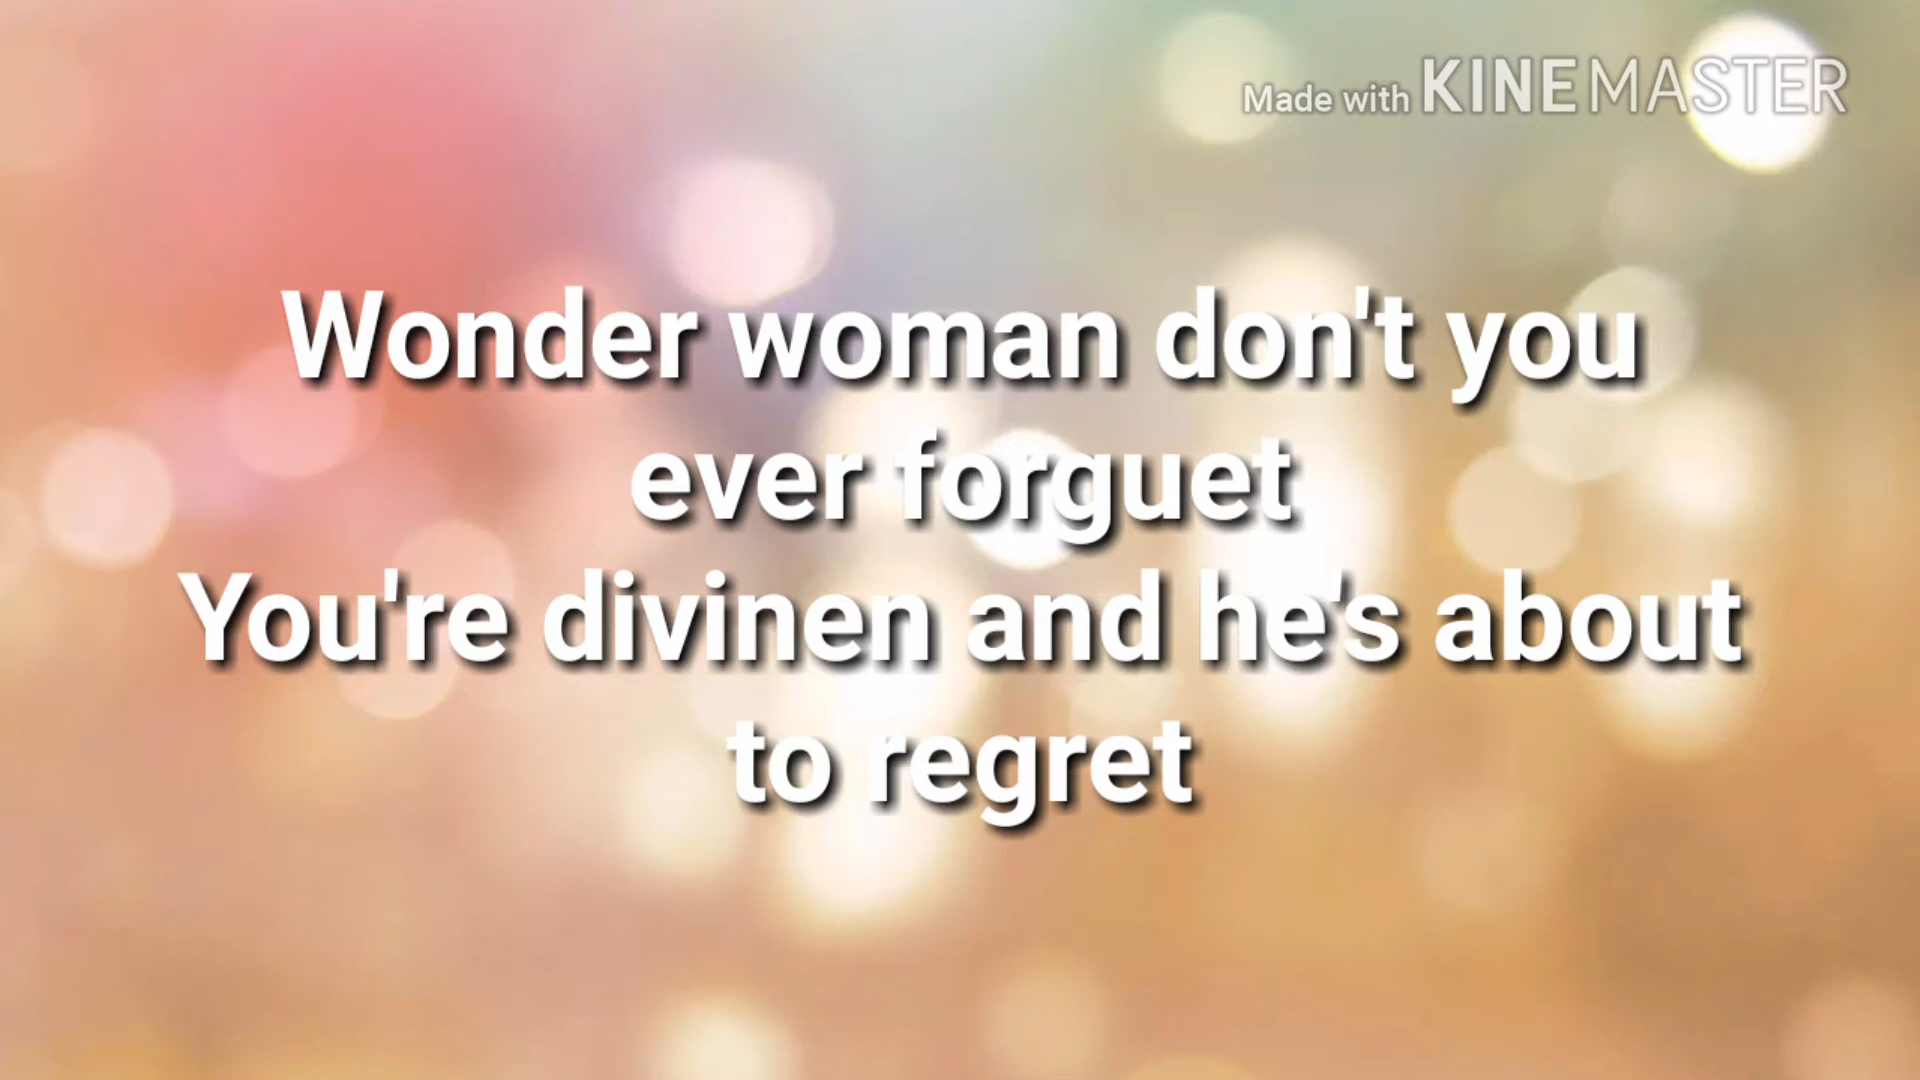 Made with KINEMASTER
Wonder woman don't you
ever forguet
You're divinen and he's about
to regret